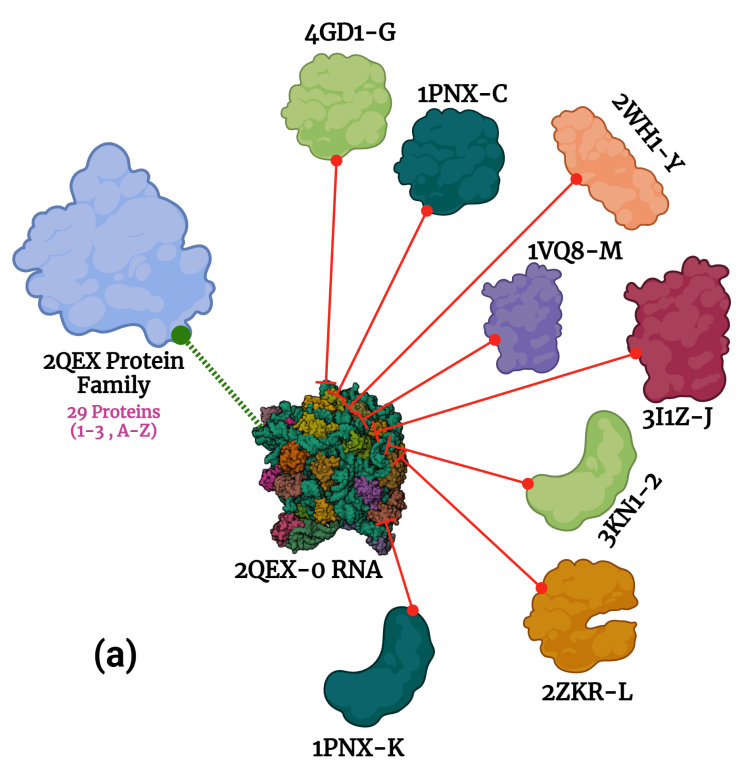 4GD1-G
1PNX-C
2WH1-Y
1VQ8-M
2QEX Protein
Family
29 Proteins
(1-3 , A-Z)
3I1Z-J
3KN1-2
2QEX-0 RNA
(a)
2ZKR-L
1PNX-K